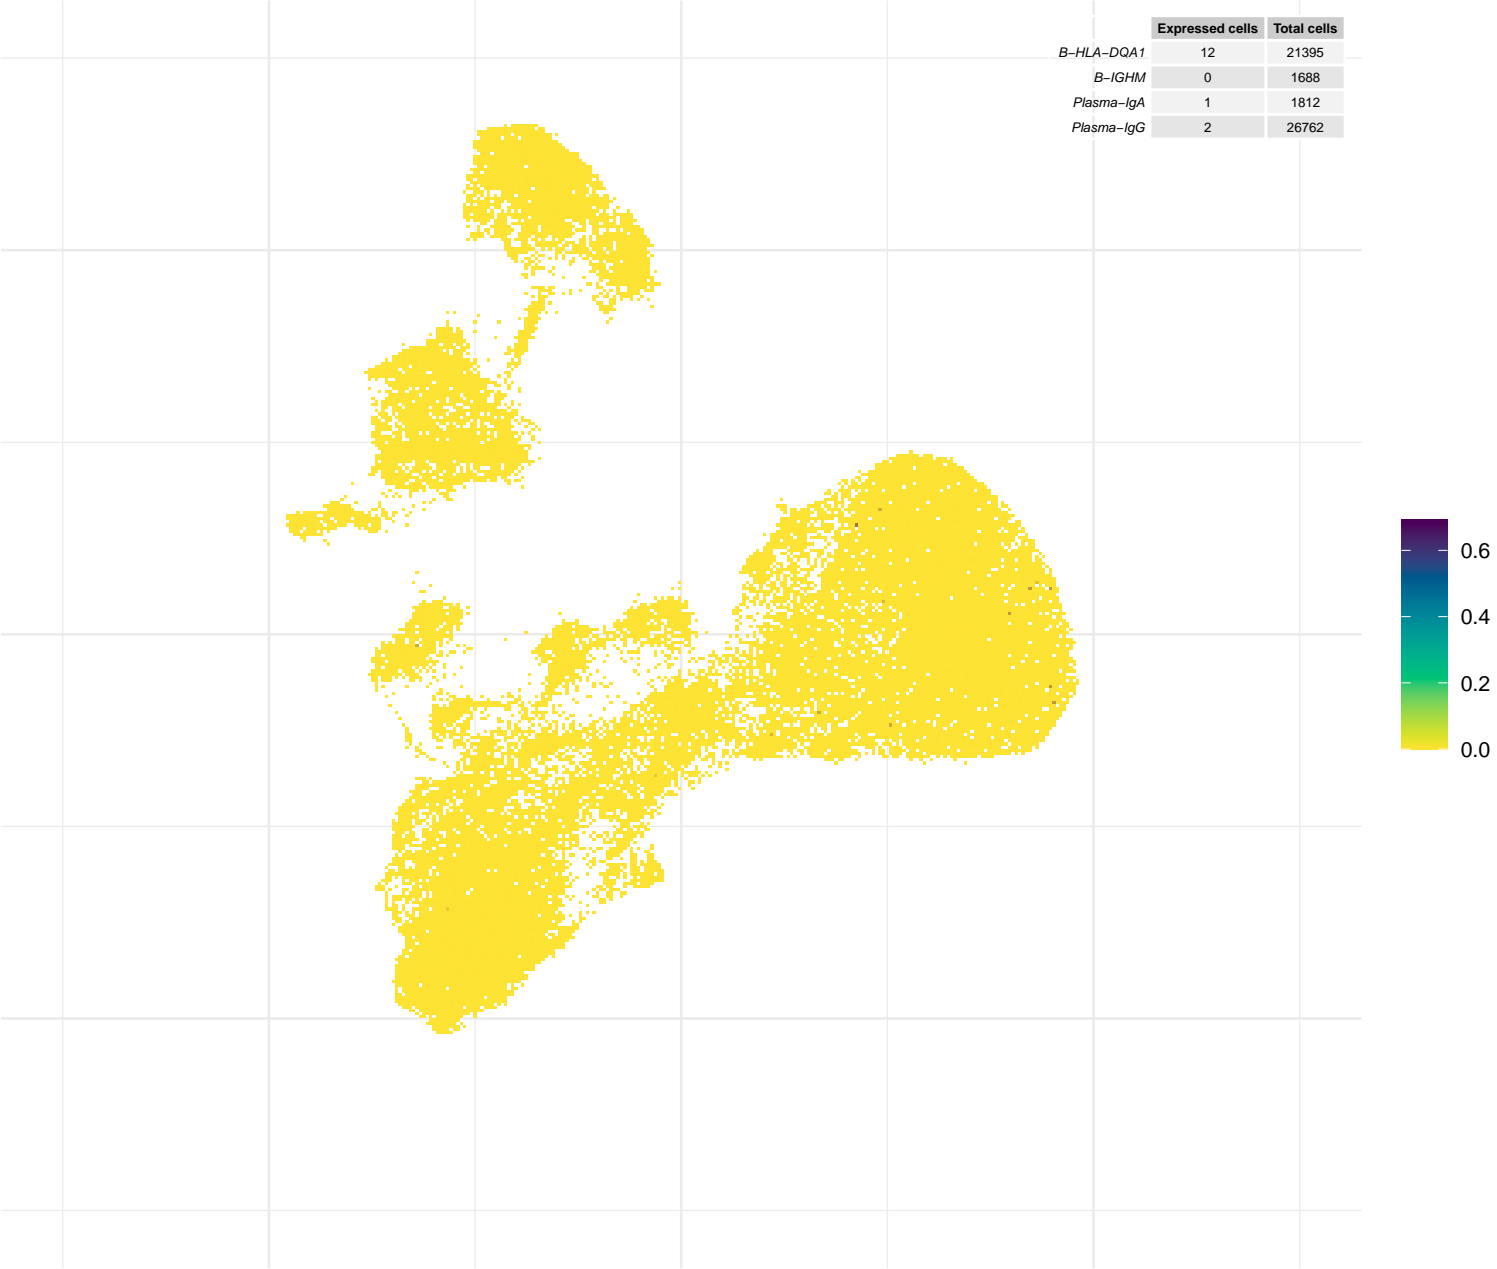 Expressed cells Total cells
B−HLA−DQA1 12 21395
B−IGHM 0 1688
Plasma−IgA 1 1812
Plasma−IgG 2 26762
0.6
0.4
0.2
0.0